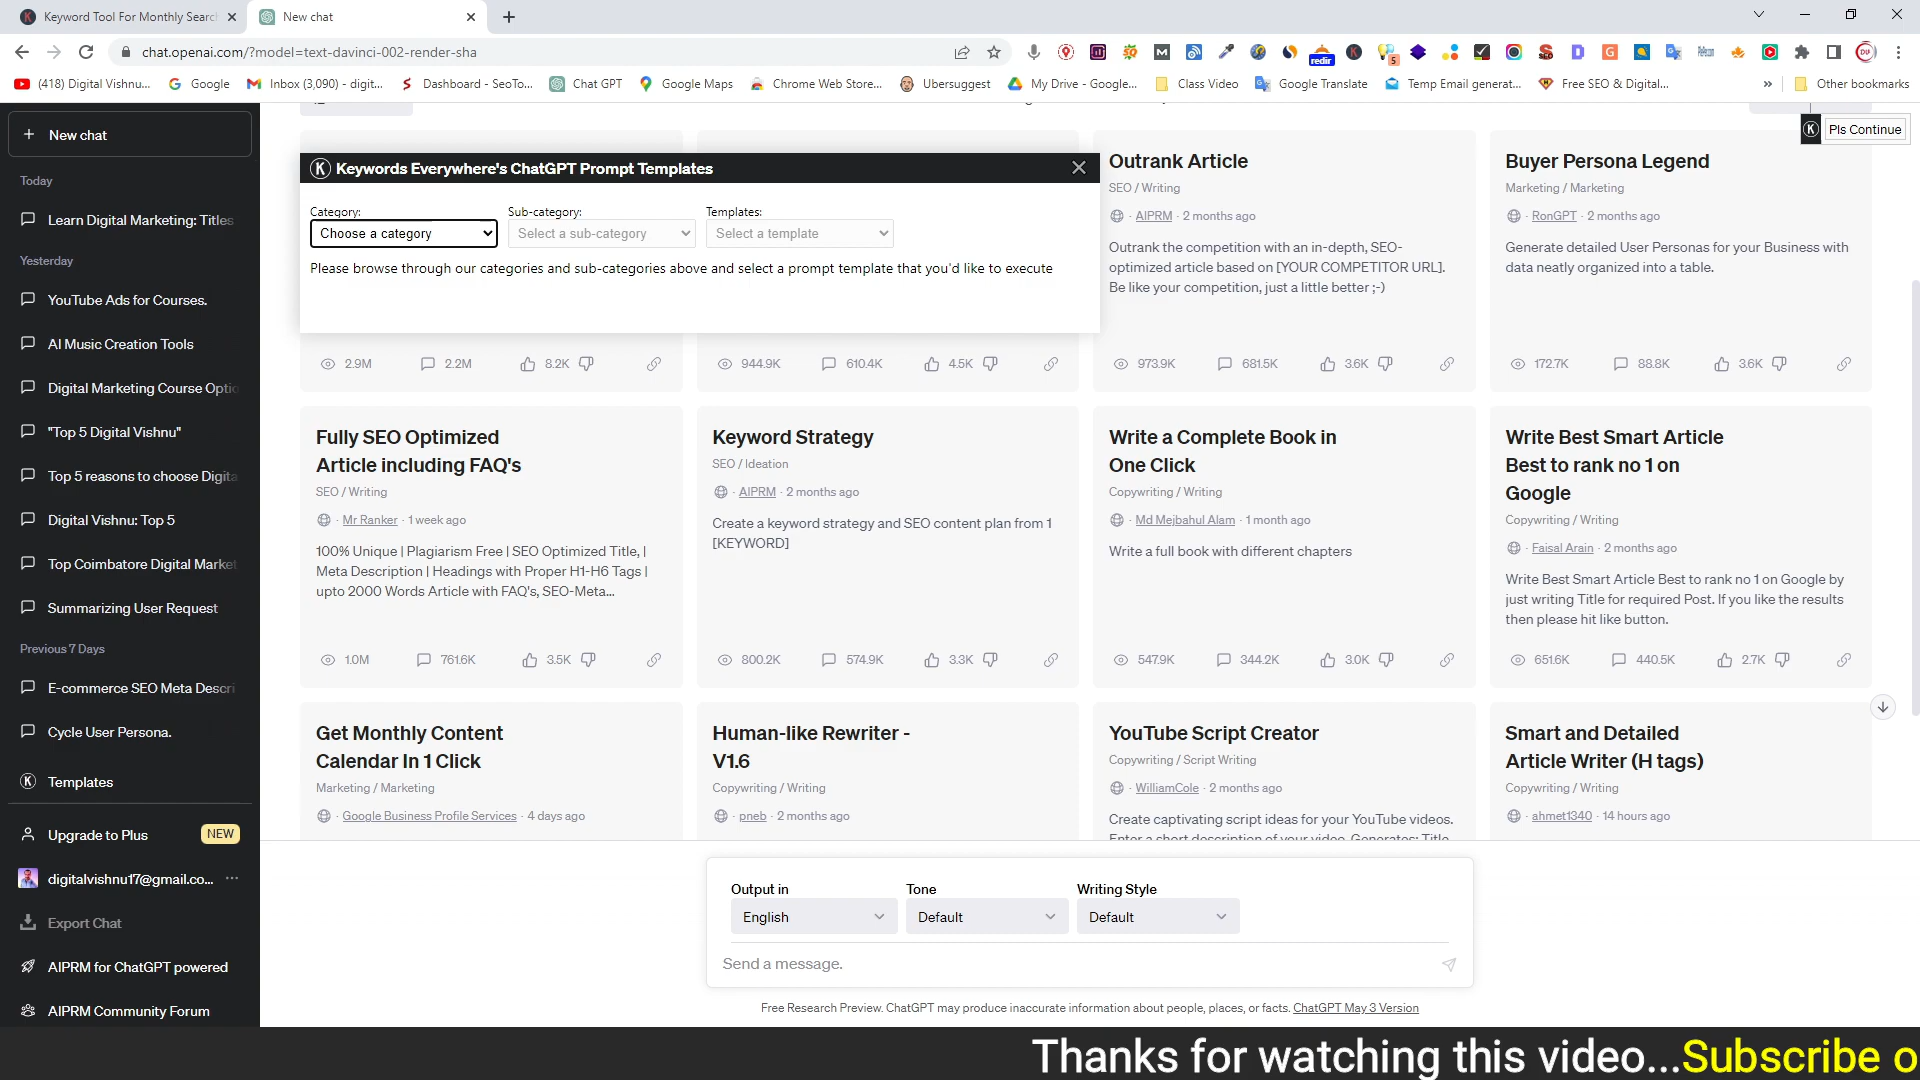 Keyword Tool For Monthly Searc
New chat
chat.openai.com/?model=text-davinci-002-render-sha
(418) Digital Vishnu...
Google
Inbox (3,090) - digit...
Dashboard - SeoTo...
Chat GPT
Google Maps
Chrome Web Store...
Ubersuggest
My Drive - Google...
Class Video
Google Translate
Temp Email generat...
Free SEO & Digital...
Other bookmarks
New chat
Today
Learn Digital Marketing: Titles
Yesterday
YouTube Ads for Courses.
AI Music Creation Tools
Digital Marketing Course Optio
"Top 5 Digital Vishnu"
Top 5 reasons to choose Digita
Digital Vishnu: Top 5
Top Coimbatore Digital Market
Summarizing User Request
Previous 7 Days
E-commerce SEO Meta Descri
Cycle User Persona.
Templates
Upgrade to Plus
NEW
digitalvishnu17@gmail.co...
Export Chat
AIPRM for ChatGPT powered
AIPRM Community Forum
Pls Continue
Keywords Everywhere's ChatGPT Prompt Templates
Category:
Sub-category:
Templates:
Choose a category
Select a sub-category
Select a template
Please browse through our categories and sub-categories above and select a prompt template that you'd like to execute
2.9M
2.2M
8.2K
944.9K
610.4K
4.5K
Outrank Article
SEO / Writing
· AIPRM · 2 months ago
Outrank the competition with an in-depth, SEO-
optimized article based on [YOUR COMPETITOR URL].
Be like your competition, just a little better ;-)
973.9K
681.5K
3.6K
Buyer Persona Legend
Marketing / Marketing
· RonGPT · 2 months ago
Generate detailed User Personas for your Business with
data neatly organized into a table.
172.7K
88.8K
3.6K
Fully SEO Optimized
Article including FAQ's
SEO / Writing
· Mr Ranker · 1 week ago
100% Unique | Plagiarism Free | SEO Optimized Title, |
Meta Description | Headings with Proper H1-H6 Tags |
upto 2000 Words Article with FAQ's, SEO-Meta...
1.0M
761.6K
3.5K
Keyword Strategy
SEO / Ideation
· AIPRM · 2 months ago
Create a keyword strategy and SEO content plan from 1
[KEYWORD]
800.2K
574.9K
3.3K
Write a Complete Book in
One Click
Copywriting / Writing
· Md Mejbahul Alam · 1 month ago
Write a full book with different chapters
547.9K
344.2K
3.0K
Write Best Smart Article
Best to rank no 1 on
Google
Copywriting / Writing
· Faisal Arain · 2 months ago
Write Best Smart Article Best to rank no 1 on Google by
just writing Title for required Post. If you like the results
then please hit like button.
651.6K
440.5K
2.7K
Get Monthly Content
Calendar In 1 Click
Marketing / Marketing
· Google Business Profile Services · 4 days ago
Human-like Rewriter -
V1.6
Copywriting / Writing
· pneb · 2 months ago
YouTube Script Creator
Copywriting / Script Writing
· WilliamCole · 2 months ago
Create captivating script ideas for your YouTube videos.
Enter a short description of your video. Generates: Title
Smart and Detailed
Article Writer (H tags)
Copywriting / Writing
· ahmet1340 · 14 hours ago
Output in
Tone
Writing Style
English
Default
Default
Send a message.
Free Research Preview. ChatGPT may produce inaccurate information about people, places, or facts. ChatGPT May 3 Version
Thanks for watching this video...Subscribe o